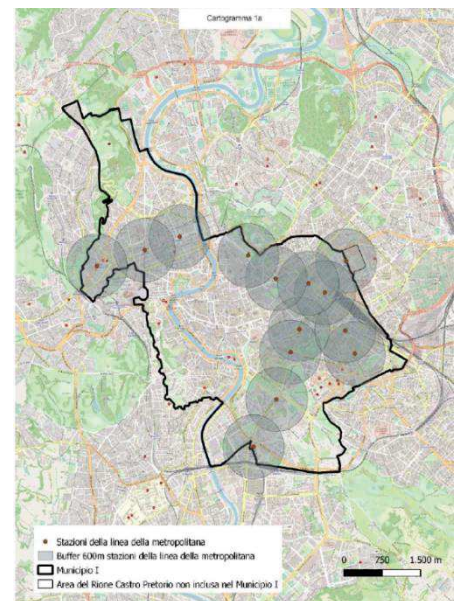 Cartogramma 1a
Stazioni della linea della metropolitana
Buffer 600m stazioni della linea della metropolitana
Municipio I
Area del Rione Castro Pretorio non inclusa nel Municipio I
0 750 1.500 m